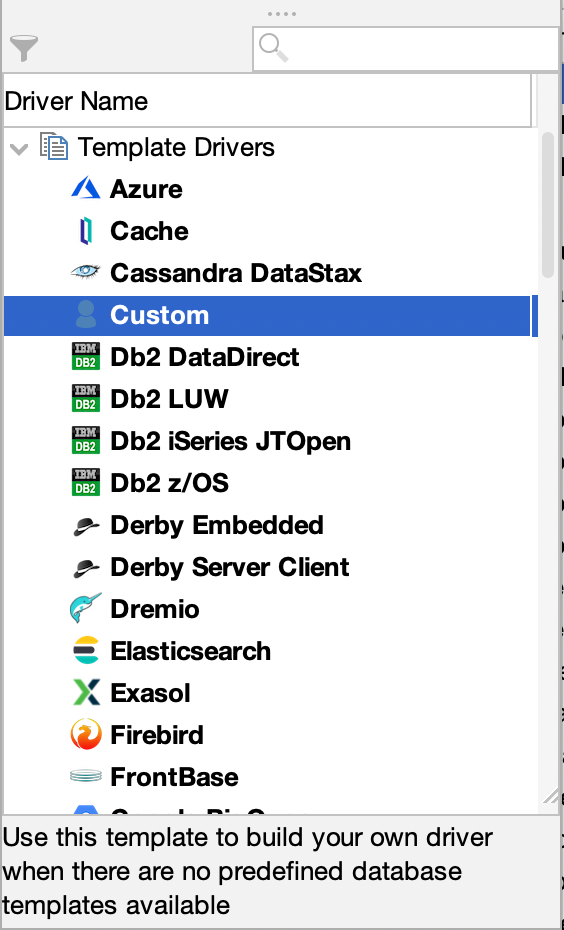 Driver Name
Template Drivers
Azure
Cache
Cassandra DataStax
Custom
IBM DB2 Db2 DataDirect
IBM DB2 Db2 LUW
IBM DB2 Db2 iSeries JTOpen
IBM DB2 Db2 z/OS
Derby Embedded
Derby Server Client
Dremio
Elasticsearch
Exasol
Firebird
FrontBase
Use this template to build your own driver
when there are no predefined database
templates available